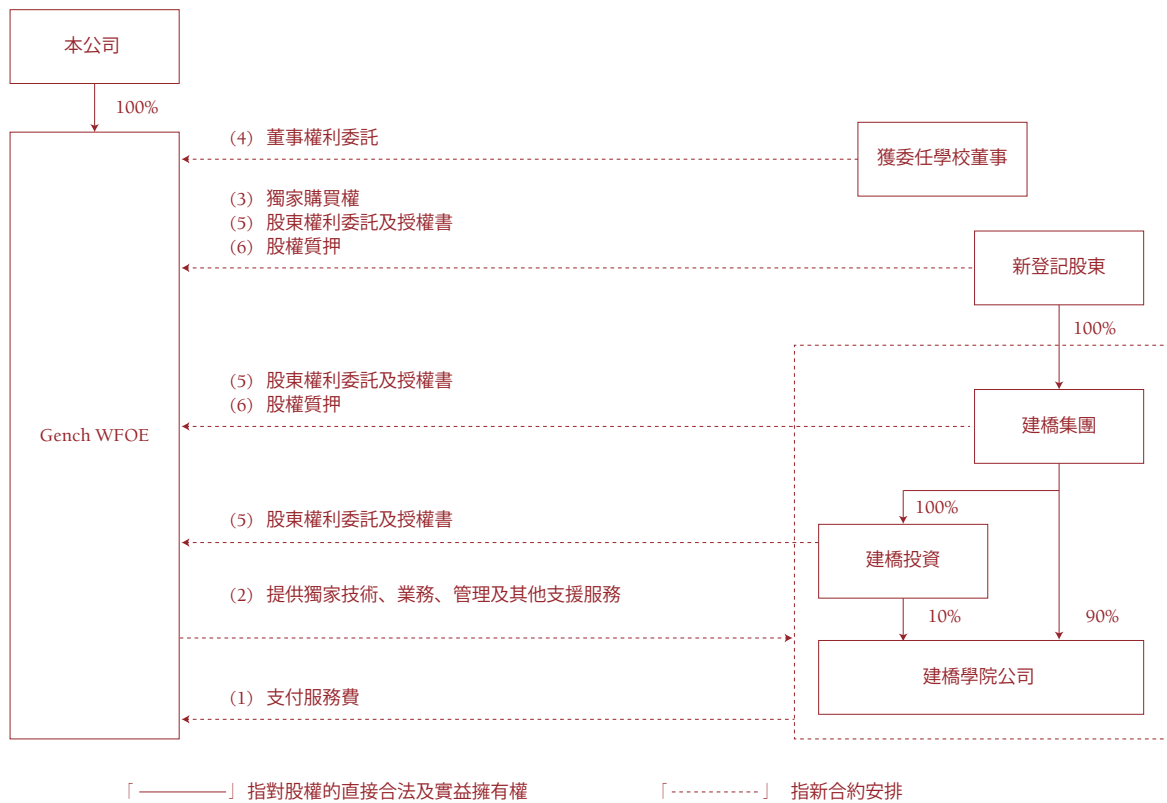 本公司
100%
(4) 董事權利委託
獲委任學校董事
(3) 獨家購買權
(5) 股東權利委託及授權書
(6) 股權質押
新登記股東
100%
(5) 股東權利委託及授權書
(6) 股權質押
Gench WFOE
建橋集團
(5) 股東權利委託及授權書
100%
建橋投資
(2) 提供獨家技術、業務、管理及其他支援服務
10%
90%
建橋學院公司
(1) 支付服務費
「————」指對股權的直接合法及實益擁有權
「-----------」 指新合約安排